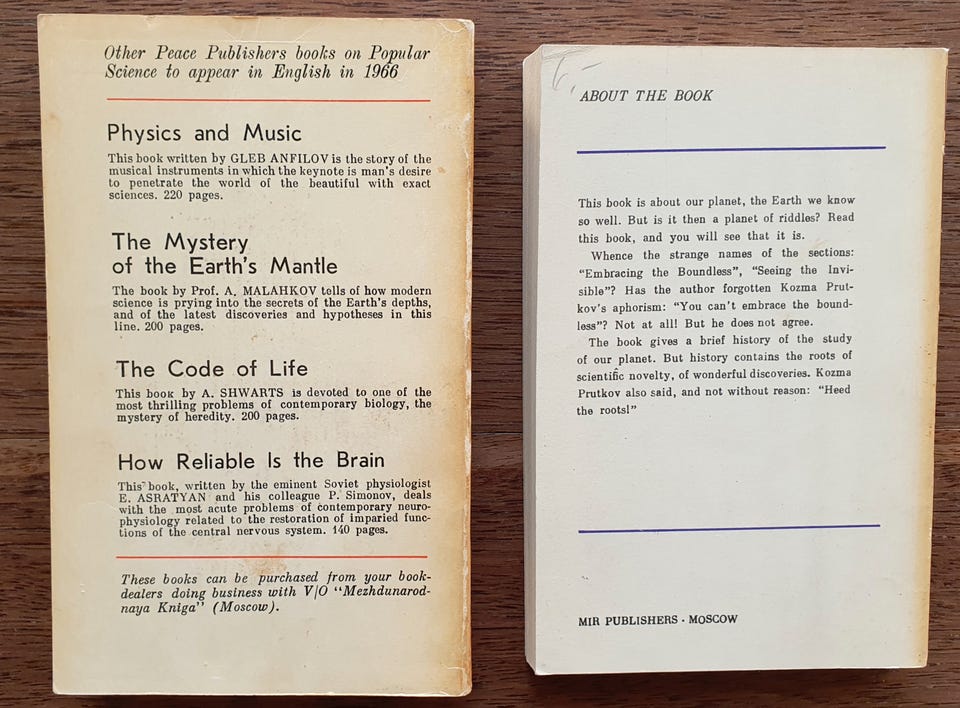 Other Peace Publishers books on Popular
Science to appear in English in 1966
Physics and Music
This book written by GLEB ANFILOV is the story of the
musical instruments in which the keynote is man's desire
to penetrate the world of the beautiful with exact
sciences. 220 pages.
The Mystery
of the Earth's Mantle
The book by Prof. A. MALAHKOV tells of how modern
science is prying into the secrets of the Earth's depths,
and of the latest discoveries and hypotheses in this
line. 200 pages.
The Code of Life
This book by A. SHWARTS is devoted to one of the
most thrilling problems of contemporary biology, the
mystery of heredity. 200 pages.
How Reliable Is the Brain
This book, written by the eminent Soviet physiologist
E. ASRATYAN and his colleague P. Simonov, deals
with the most acute problems of contemporary neuro-
physiology related to the restoration of imparied func-
tions of the central nervous system. 140 pages.
These books can be purchased from your book-
dealers doing business with V/O "Mezhdunarod-
naya Kniga" (Moscow).
6.-
ABOUT THE BOOK
This book is about our planet, the Earth we know
so well. But is it then a planet of riddles? Read
this book, and you will see that it is.
Whence the strange names of the sections:
"Embracing the Boundless", "Seeing the Invi-
sible"? Has the author forgotten Kozma Prut-
kov's aphorism: "You can't embrace the bound-
less"? Not at all! But he does not agree.
The book gives a brief history of the study
of our planet. But history contains the roots of
scientific novelty, of wonderful discoveries. Kozma
Prutkov also said, and not without reason: "Heed
the roots!"
MIR PUBLISHERS · MOSCOW